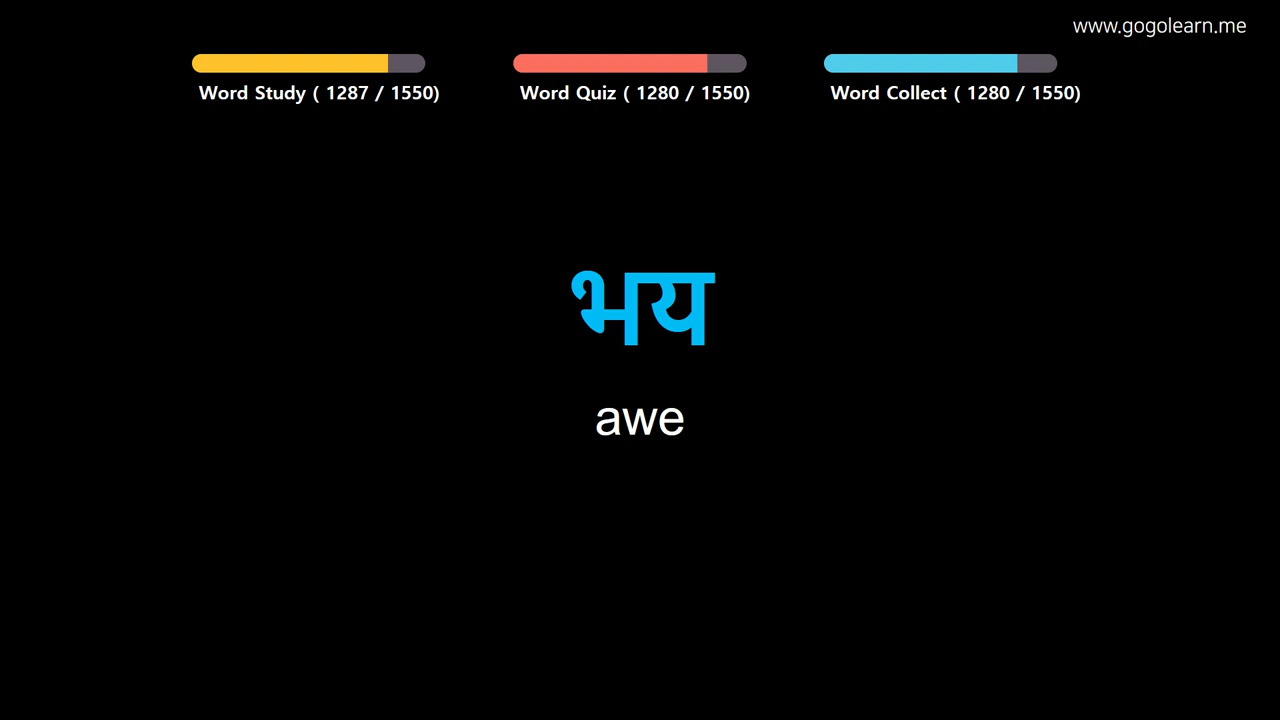 www.gogolearn.me
Word Study ( 1287 / 1550)
Word Quiz ( 1280 / 1550)
Word Collect ( 1280 / 1550)
भय
awe